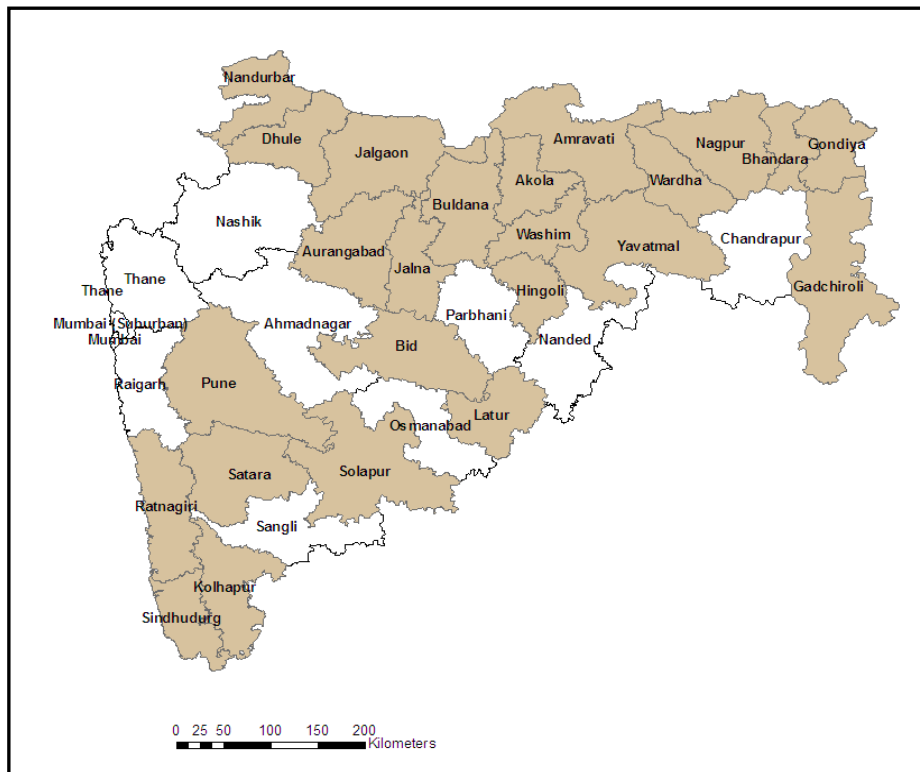 Nandurbar
Dhule
Jalgaon
Amravati
Nagpur
Gondiya
Bhandara
Akola
Wardha
Buldana
Nashik
Washim
Yavatmal
Chandrapur
Aurangabad
Jalna
Thane
Thane
Hingoli
Gadchiroli
Parbhani
Mumbai (Suburban)
Ahmadnagar
Mumbai
Nanded
Bid
Raigarh
Pune
Latur
Osmanabad
Satara
Solapur
Ratnagiri
Sangli
Kolhapur
Sindhudurg
0 25 50 100 150 200
Kilometers